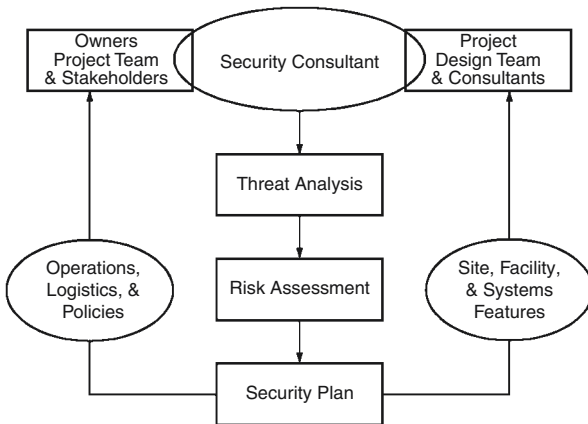 Owners
Project Team
& Stakeholders
Security Consultant
Project
Design Team
& Consultants
Threat Analysis
Operations,
Logistics, &
Policies
Risk Assessment
Site, Facility,
& Systems
Features
Security Plan